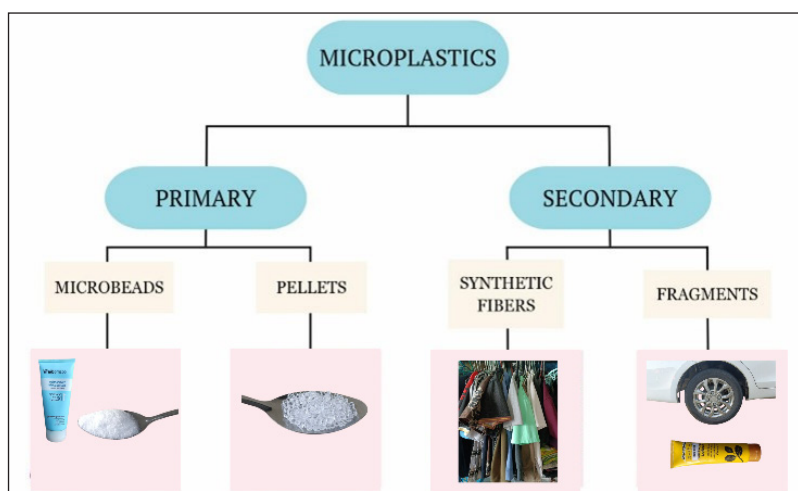 MICROPLASTICS
PRIMARY
SECONDARY
MICROBEADS
PELLETS
SYNTHETIC
FIBERS
FRAGMENTS